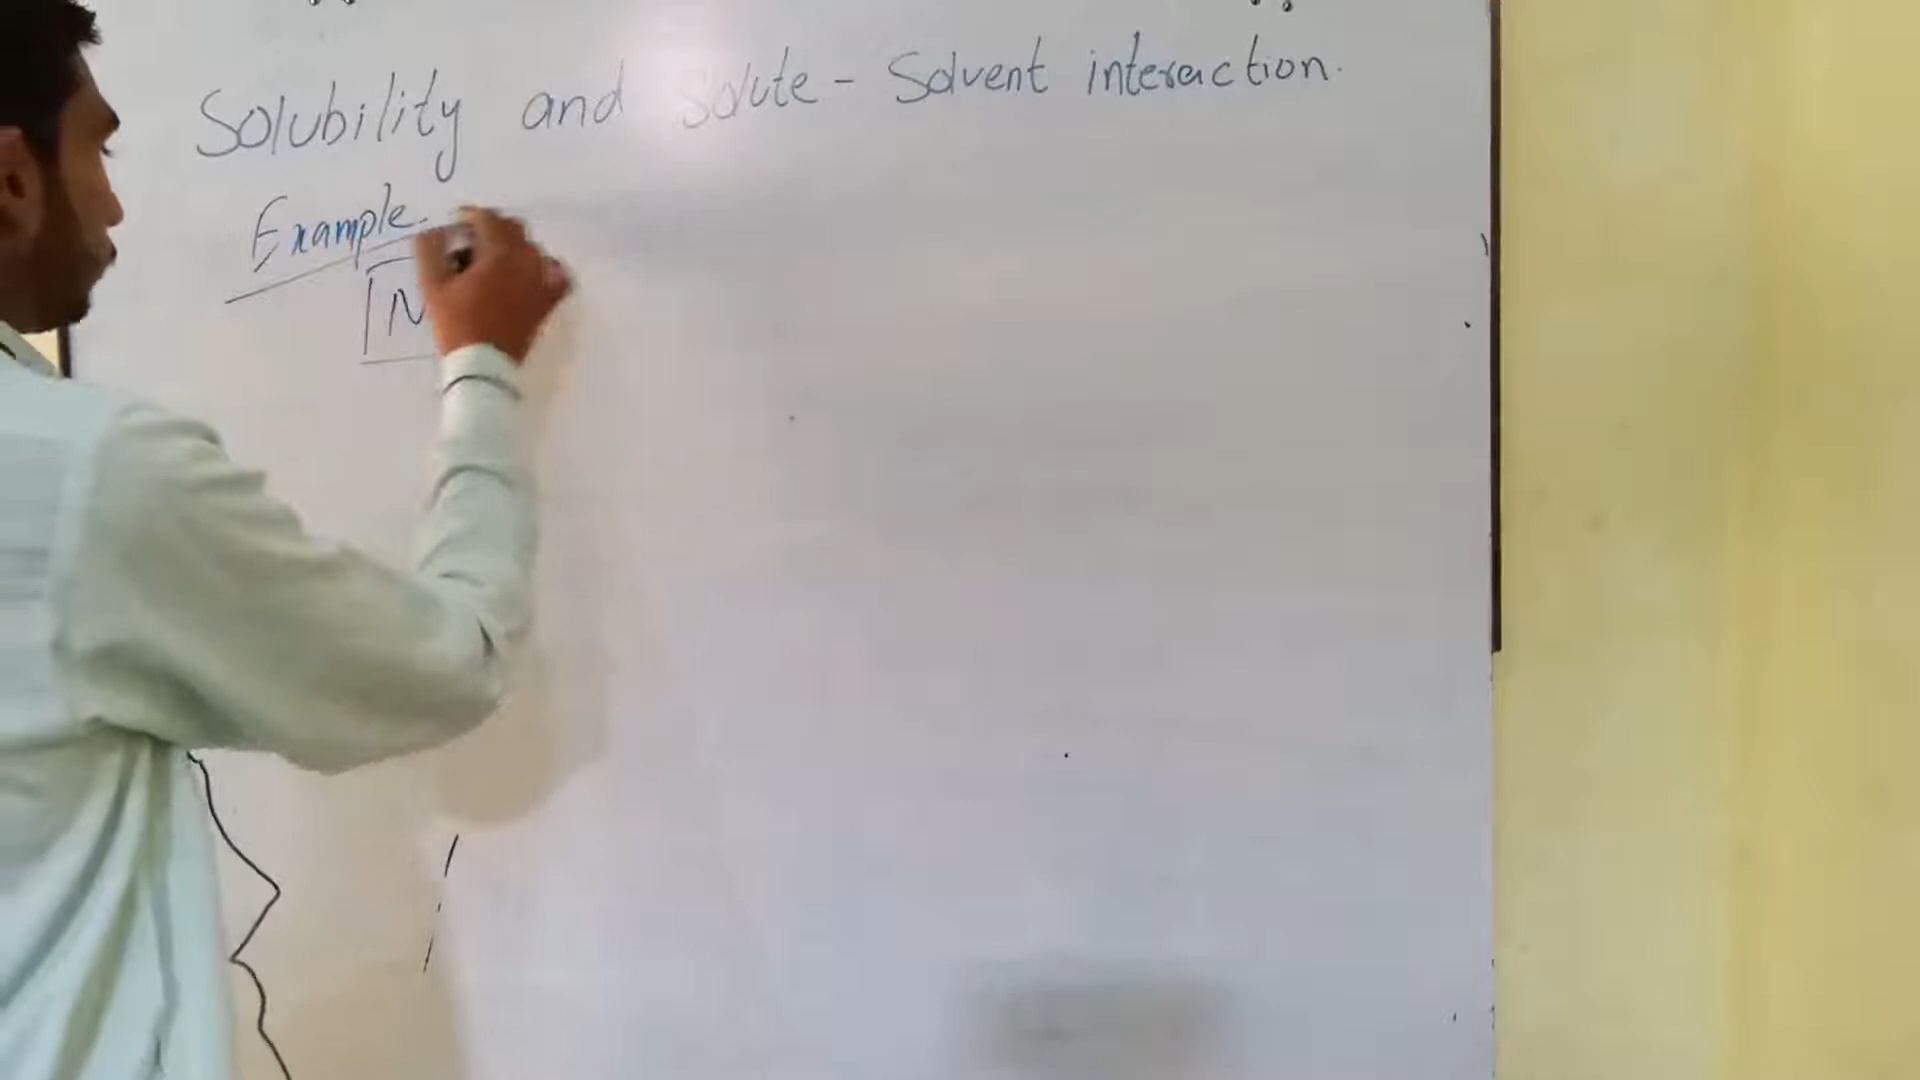 Solubility and Solute - Solvent interaction.
Example
N